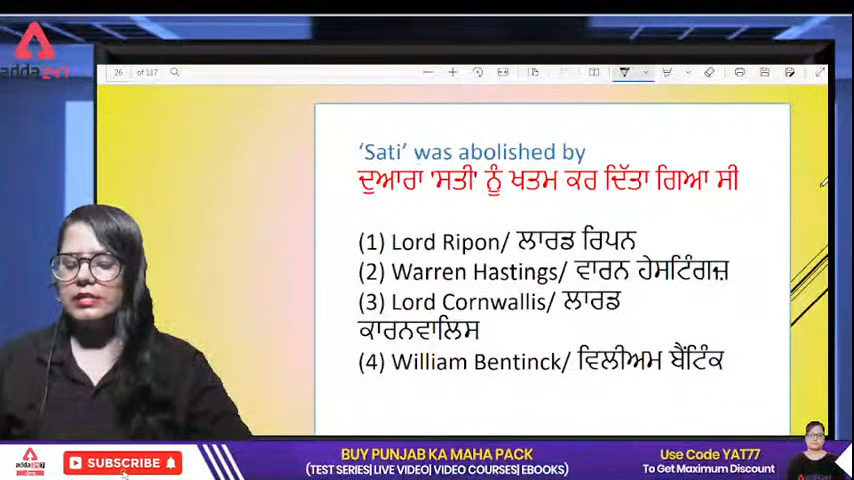 adda247
26 of 117
'Sati' was abolished by
ਦੁਆਰਾ 'ਸਤੀ' ਨੂੰ ਖਤਮ ਕਰ ਦਿੱਤਾ ਗਿਆ ਸੀ
(1) Lord Ripon/ ਲਾਰਡ ਰਿਪਨ
(2) Warren Hastings/ ਵਾਰਨ ਹੇਸਟਿੰਗਜ਼
(3) Lord Cornwallis/ ਲਾਰਡ
ਕਾਰਨਵਾਲਿਸ
(4) William Bentinck/ ਵਿਲੀਅਮ ਬੈਂਟਿੰਕ
adda247
SUBSCRIBE
BUY PUNJAB KA MAHA PACK
(TEST SERIES| LIVE VIDEO| VIDEO COURSES| EBOOKS)
Use Code YAT77
To Get Maximum Discount